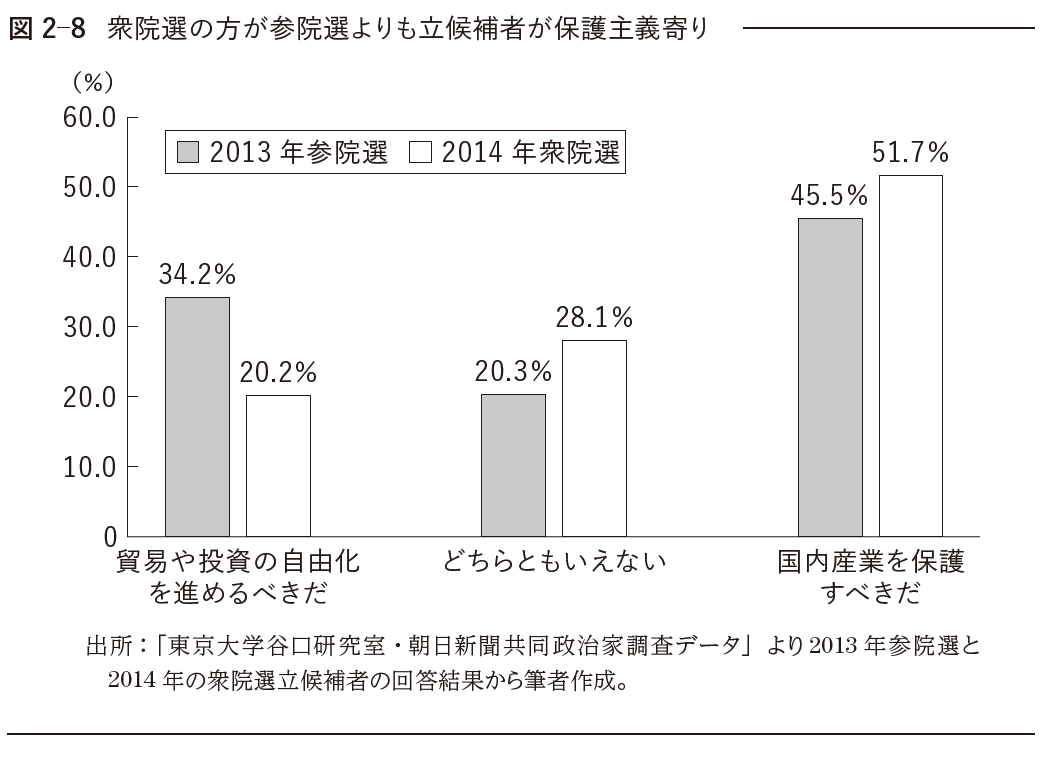 図 2-8 衆院選の方が参院選よりも立候補者が保護主義寄り
(%)
60.0
50.0
40.0
30.0
20.0
10.0
0
2013 年参院選 2014 年衆院選
34.2%
20.2%
20.3%
28.1%
45.5%
51.7%
貿易や投資の自由化
を進めるべきだ
どちらともいえない
国内産業を保護
すべきだ
出所：「東京大学谷口研究室・朝日新聞共同政治家調査データ」より2013 年参院選と
2014 年の衆院選立候補者の回答結果から筆者作成。